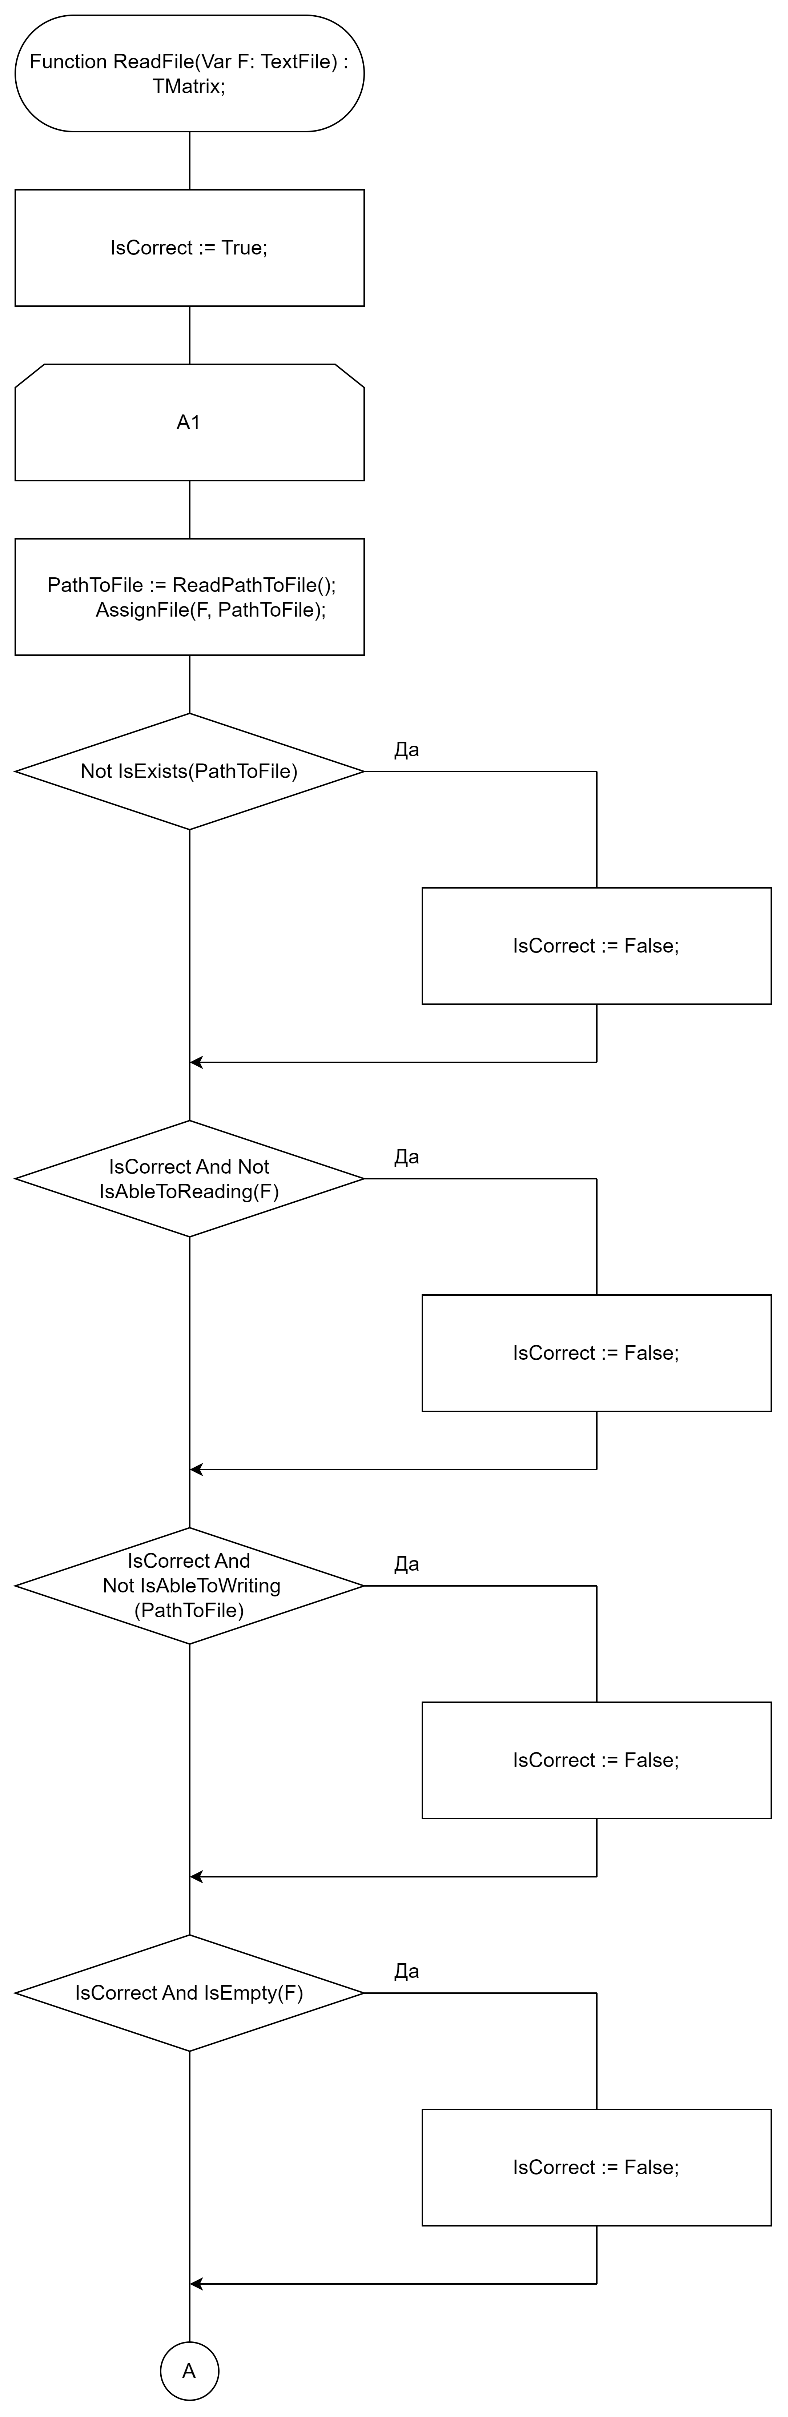 Function ReadFile(Var F: TextFile) :
TMatrix;
IsCorrect := True;
A1
PathToFile := ReadPathToFile();
AssignFile(F, PathToFile);
Not IsExists(PathToFile)
Да
IsCorrect := False;
IsCorrect And Not
IsAbleToReading(F)
Да
IsCorrect := False;
IsCorrect And
Not IsAbleToWriting
(PathToFile)
Да
IsCorrect := False;
IsCorrect And IsEmpty(F)
Да
IsCorrect := False;
A